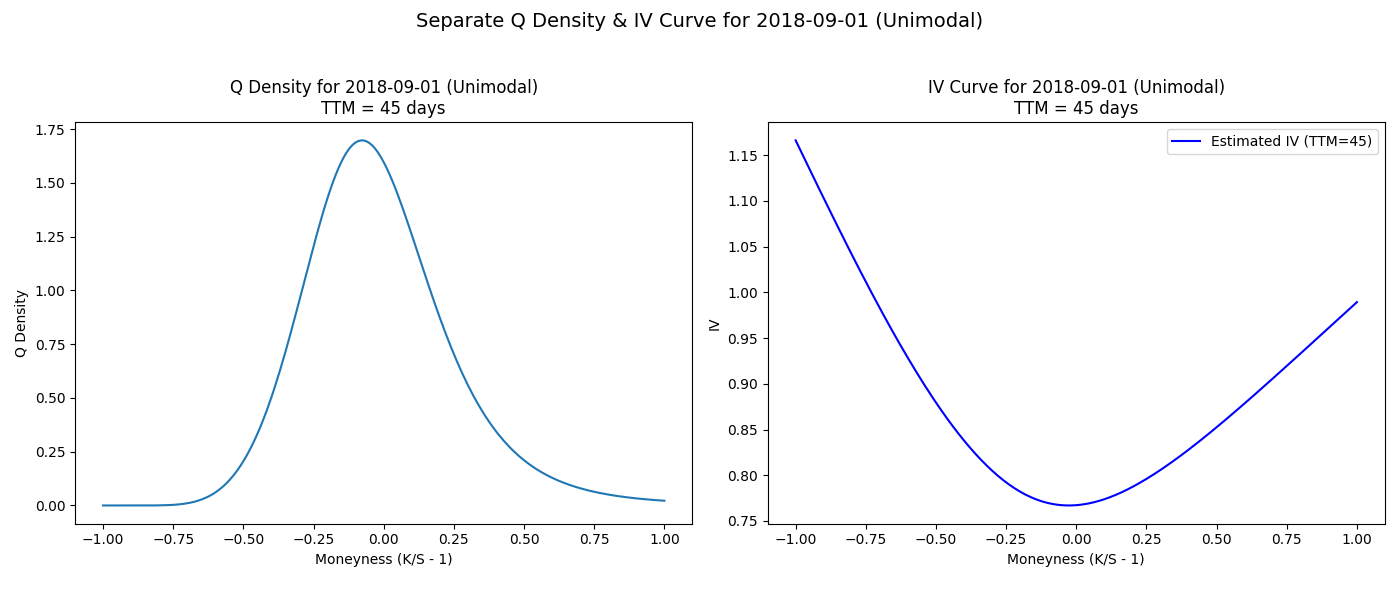 Separate Q Density & IV Curve for 2018-09-01 (Unimodal)
Q Density for 2018-09-01 (Unimodal)
TTM = 45 days
1.75
1.50
1.25
1.00
0.75
0.50
0.25
0.00
Q Density
−1.00 −0.75 −0.50 −0.25 0.00 0.25 0.50 0.75 1.00
Moneyness (K/S - 1)
IV Curve for 2018-09-01 (Unimodal)
TTM = 45 days
Estimated IV (TTM=45)
1.15
1.10
1.05
1.00
0.95
0.90
0.85
0.80
0.75
IV
−1.00 −0.75 −0.50 −0.25 0.00 0.25 0.50 0.75 1.00
Moneyness (K/S - 1)